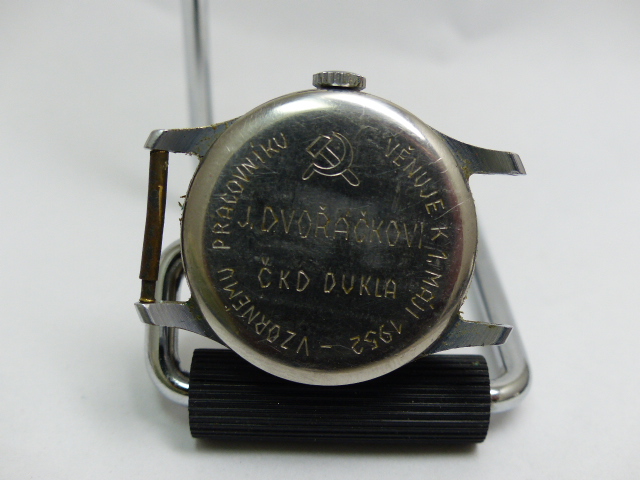 VZORNÉMU PRACOVNÍKU
J. DVOŘÁČKOVI
VĚNUJE K 1. MÁJI 1952 –
ČKD DUKLA